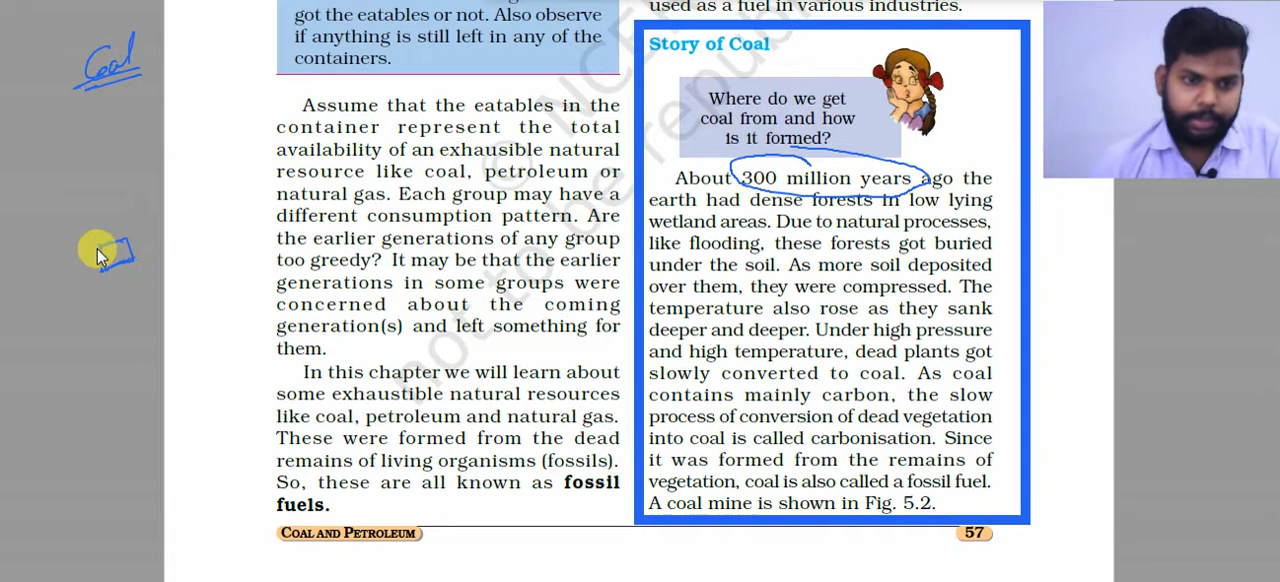 Coal
got the eatables or not. Also observe
if anything is still left in any of the
containers.
Assume that the eatables in the
container represent the total
availability of an exhausible natural
resource like coal, petroleum or
natural gas. Each group may have a
different consumption pattern. Are
the earlier generations of any group
too greedy? It may be that the earlier
generations in some groups were
concerned about the coming
generation(s) and left something for
them.
In this chapter we will learn about
some exhaustible natural resources
like coal, petroleum and natural gas.
These were formed from the dead
remains of living organisms (fossils).
So, these are all known as fossil
fuels.
used as a fuel in various industries.
Story of Coal
Where do we get
coal from and how
is it formed?
About 300 million years ago the
earth had dense forests in low lying
wetland areas. Due to natural processes,
like flooding, these forests got buried
under the soil. As more soil deposited
over them, they were compressed. The
temperature also rose as they sank
deeper and deeper. Under high pressure
and high temperature, dead plants got
slowly converted to coal. As coal
contains mainly carbon, the slow
process of conversion of dead vegetation
into coal is called carbonisation. Since
it was formed from the remains of
vegetation, coal is also called a fossil fuel.
A coal mine is shown in Fig. 5.2.
COAL AND PETROLEUM
57
© NCE
not to be republ